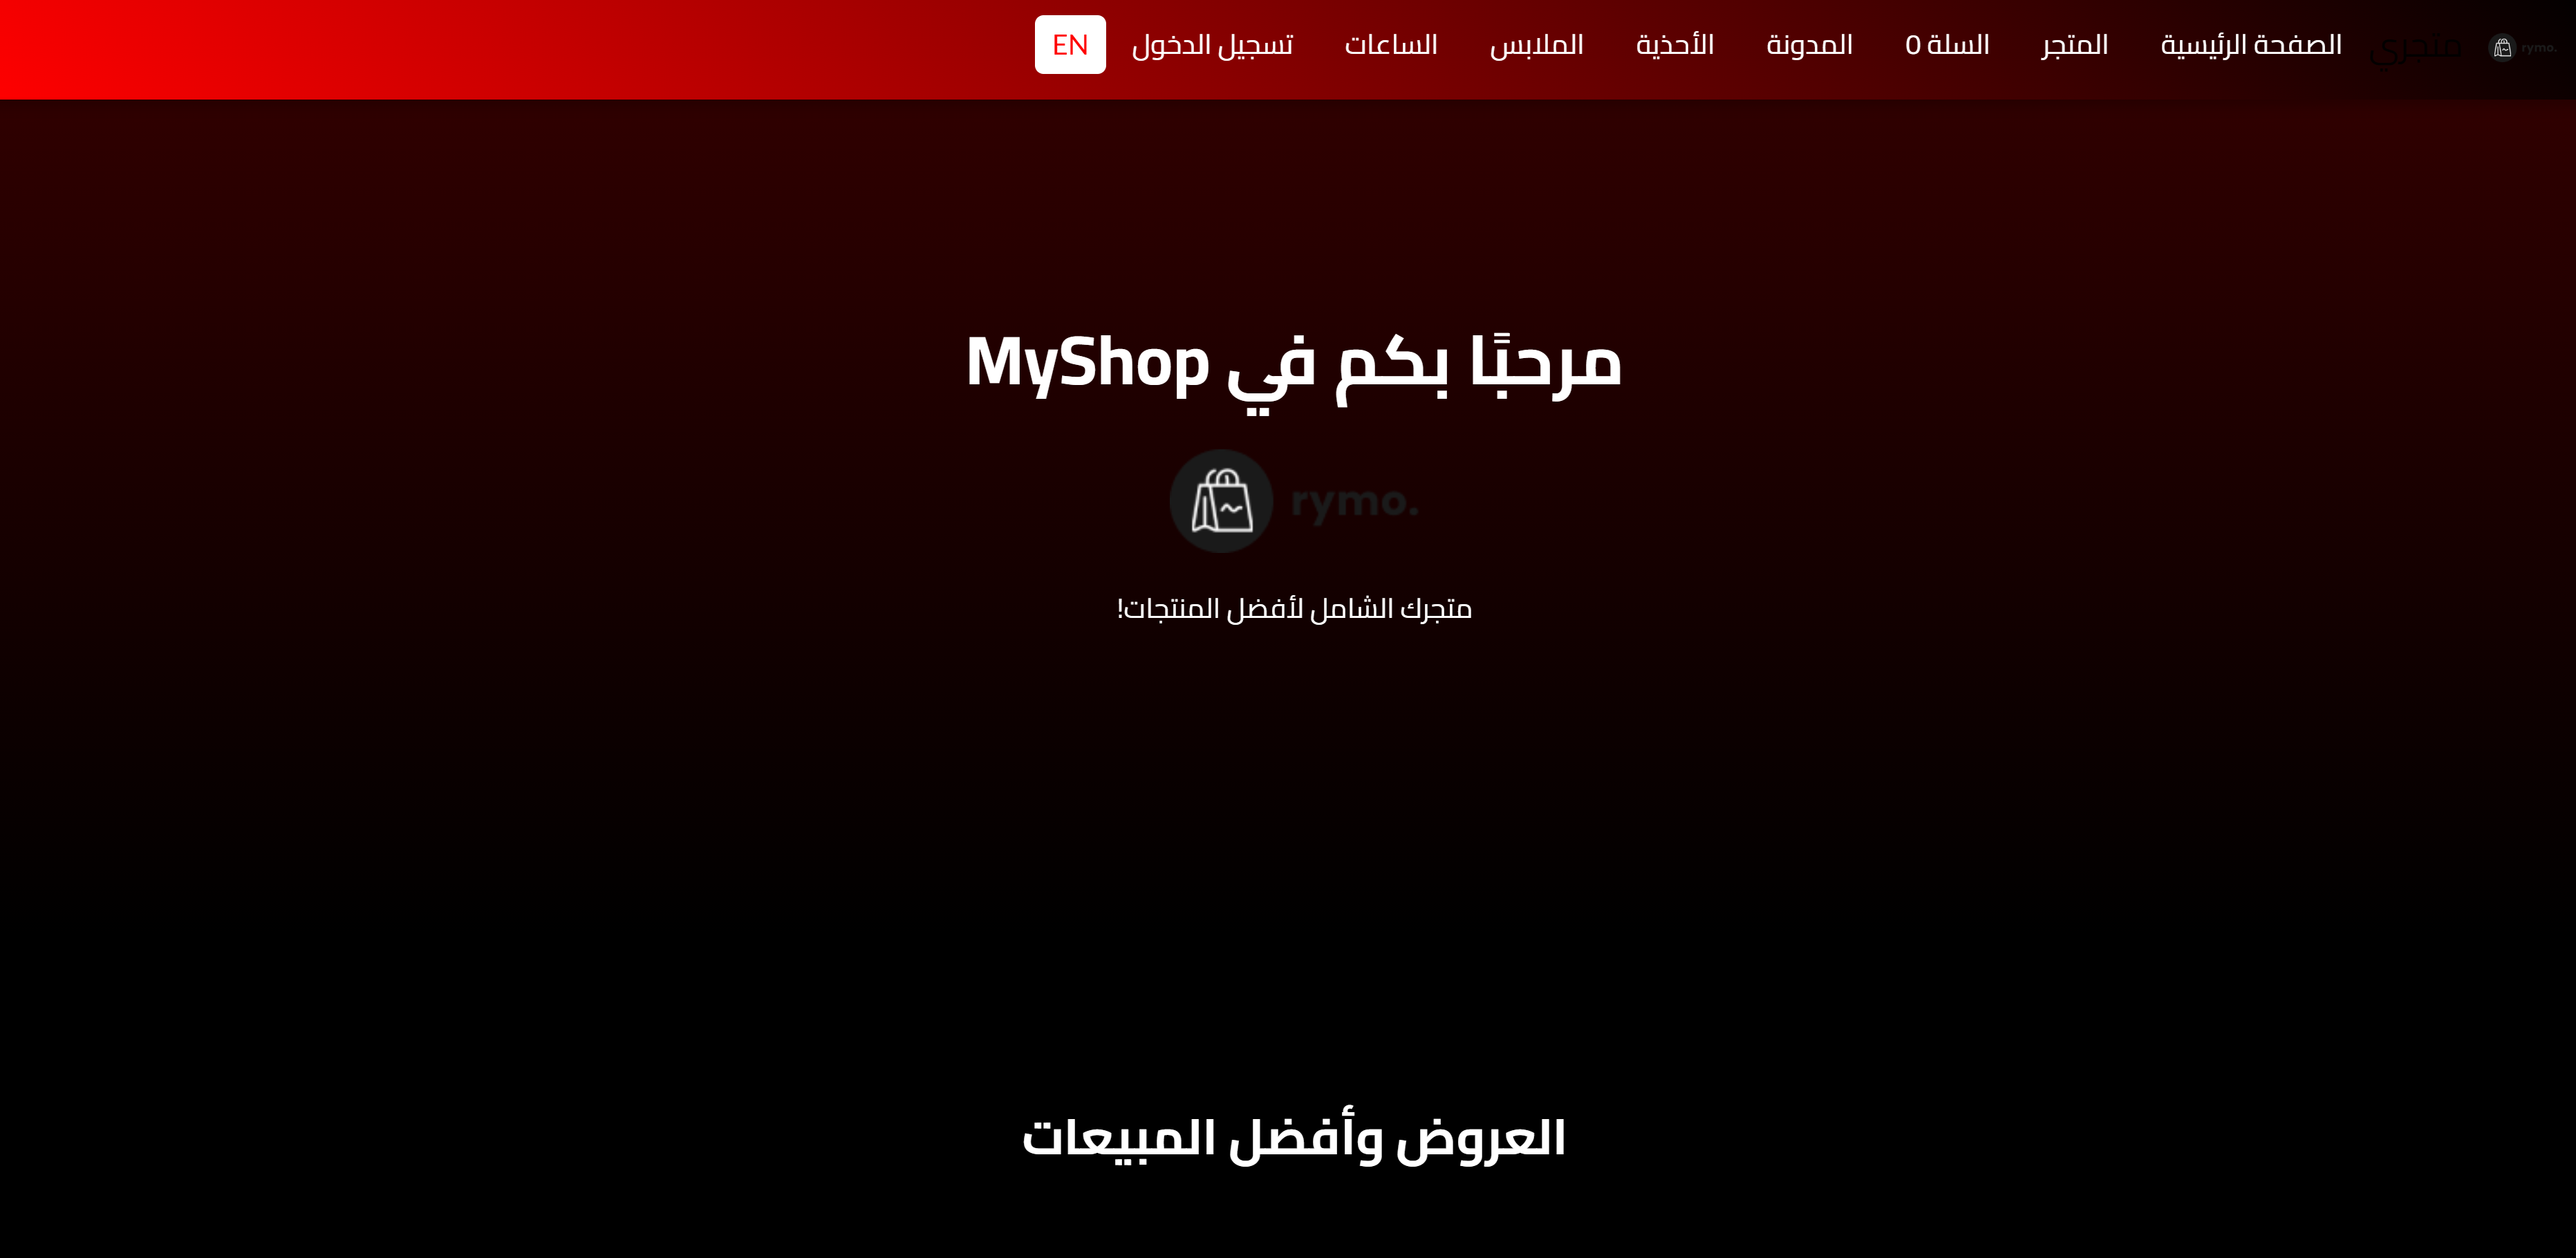 rymo.
متجري
الصفحة الرئيسية
المتجر
السلة 0
المدونة
الأحذية
الملابس
الساعات
تسجيل الدخول
EN
مرحبًا بكم في MyShop
rymo.
متجرك الشامل لأفضل المنتجات!
العروض وأفضل المبيعات